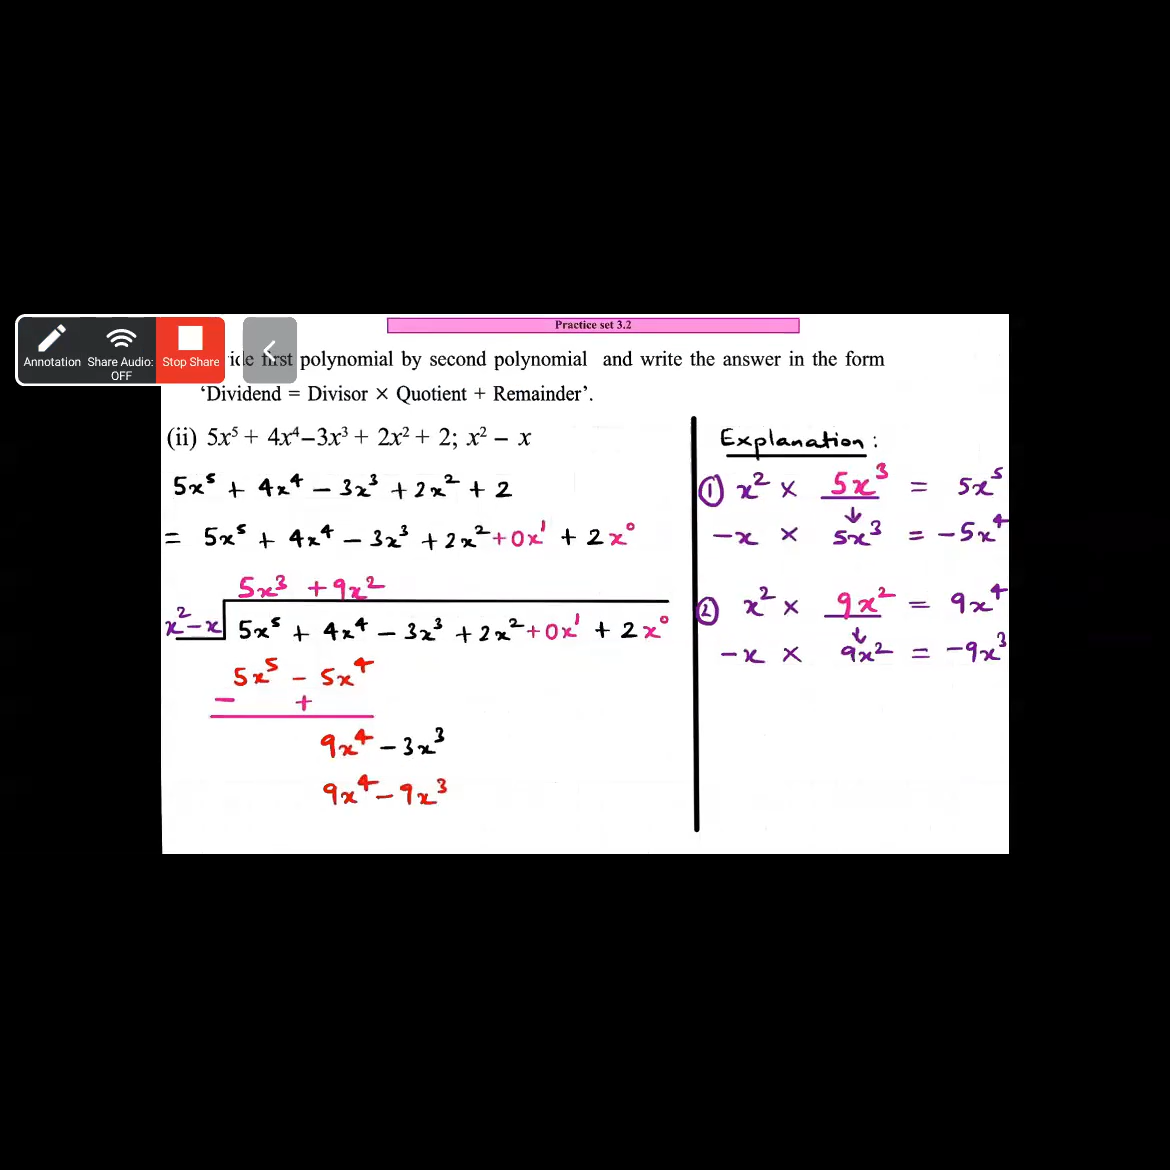 Practice set 3.2
Annotation Share Audio: OFF Stop Share
ide first polynomial by second polynomial and write the answer in the form
‘Dividend = Divisor × Quotient + Remainder’.
(ii) 5x⁵ + 4x⁴–3x³ + 2x² + 2; x² – x
5x⁵ + 4x⁴ – 3x³ + 2x² + 2
= 5x⁵ + 4x⁴ – 3x³ + 2x² + 0x¹ + 2x⁰
5x³ + 9x²
x² – x 5x⁵ + 4x⁴ – 3x³ + 2x² + 0x¹ + 2x⁰
5x⁵ – 5x⁴
– +
9x⁴ – 3x³
9x⁴ – 9x³
Explanation :
① x² × 5x³ = 5x⁵
–x × 5x³ = –5x⁴
② x² × 9x² = 9x⁴
–x × 9x² = –9x³